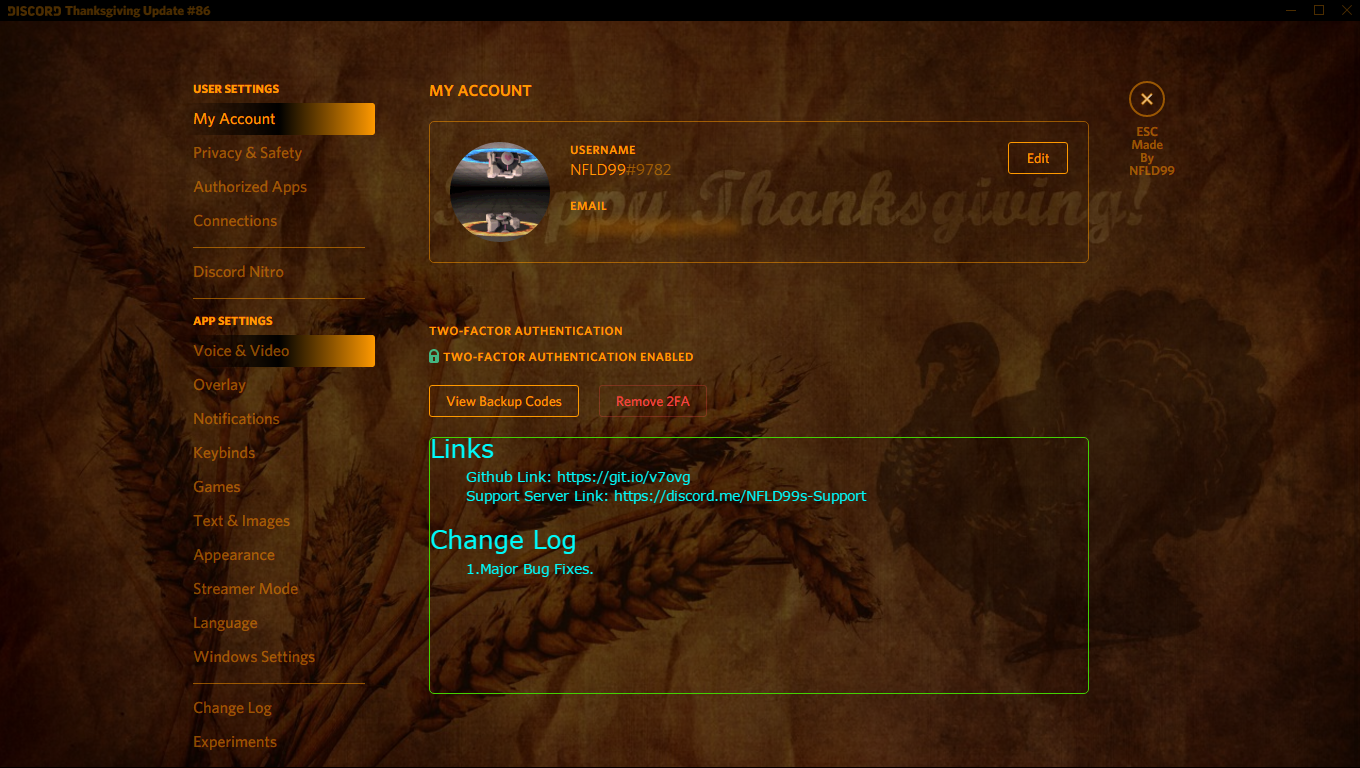 DISCORD Thanksgiving Update #86
USER SETTINGS
My Account
Privacy & Safety
Authorized Apps
Connections
Discord Nitro
APP SETTINGS
Voice & Video
Overlay
Notifications
Keybinds
Games
Text & Images
Appearance
Streamer Mode
Language
Windows Settings
Change Log
Experiments
MY ACCOUNT
USERNAME
NFLD99#9782
EMAIL
Edit
Happy Thanksgiving!
TWO-FACTOR AUTHENTICATION
TWO-FACTOR AUTHENTICATION ENABLED
View Backup Codes
Remove 2FA
Links
Github Link: https://git.io/v7ovg
Support Server Link: https://discord.me/NFLD99s-Support
Change Log
1.Major Bug Fixes.
ESC
Made
By
NFLD99